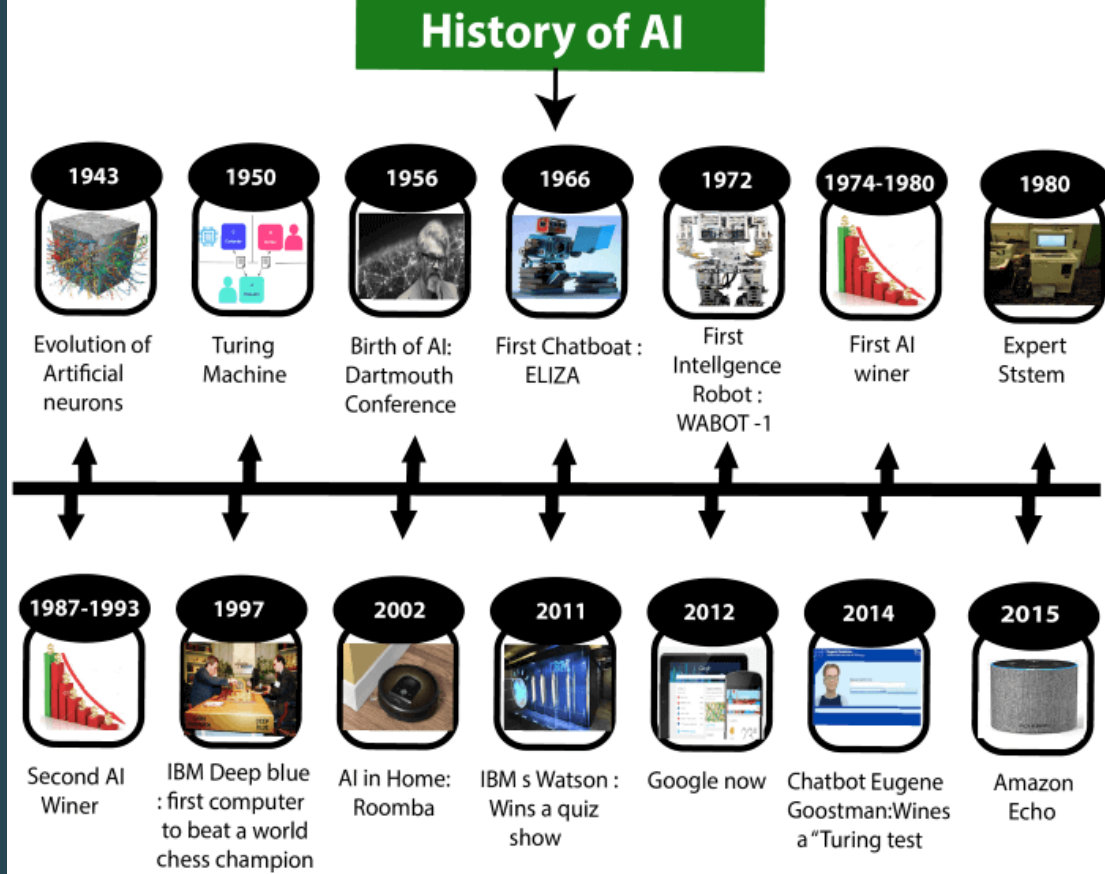 History of AI
1943
1950
1956
1966
1972
1974-1980
1980
Evolution of
Artificial
neurons
Turing
Machine
Birth of AI:
Dartmouth
Conference
First Chatboat :
ELIZA
First
Intellgence
Robot :
WABOT -1
First AI
winer
Expert
Ststem
1987-1993
1997
2002
2011
2012
2014
2015
Second AI
Winer
IBM Deep blue
: first computer
to beat a world
chess champion
AI in Home:
Roomba
IBM s Watson :
Wins a quiz
show
Google now
Chatbot Eugene
Goostman:Wines
a "Turing test
Amazon
Echo